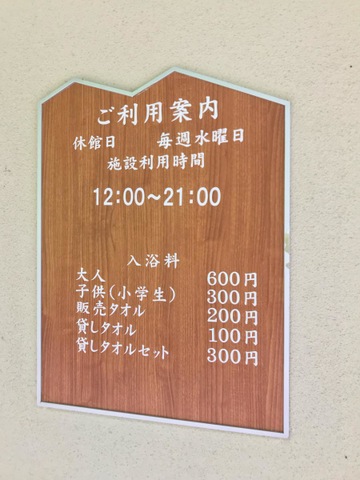 ご利用案内
休館日 毎週水曜日
施設利用時間
12:00～21:00
入浴料
大人 600円
子供(小学生) 300円
販売タオル 200円
貸しタオル 100円
貸しタオルセット 300円